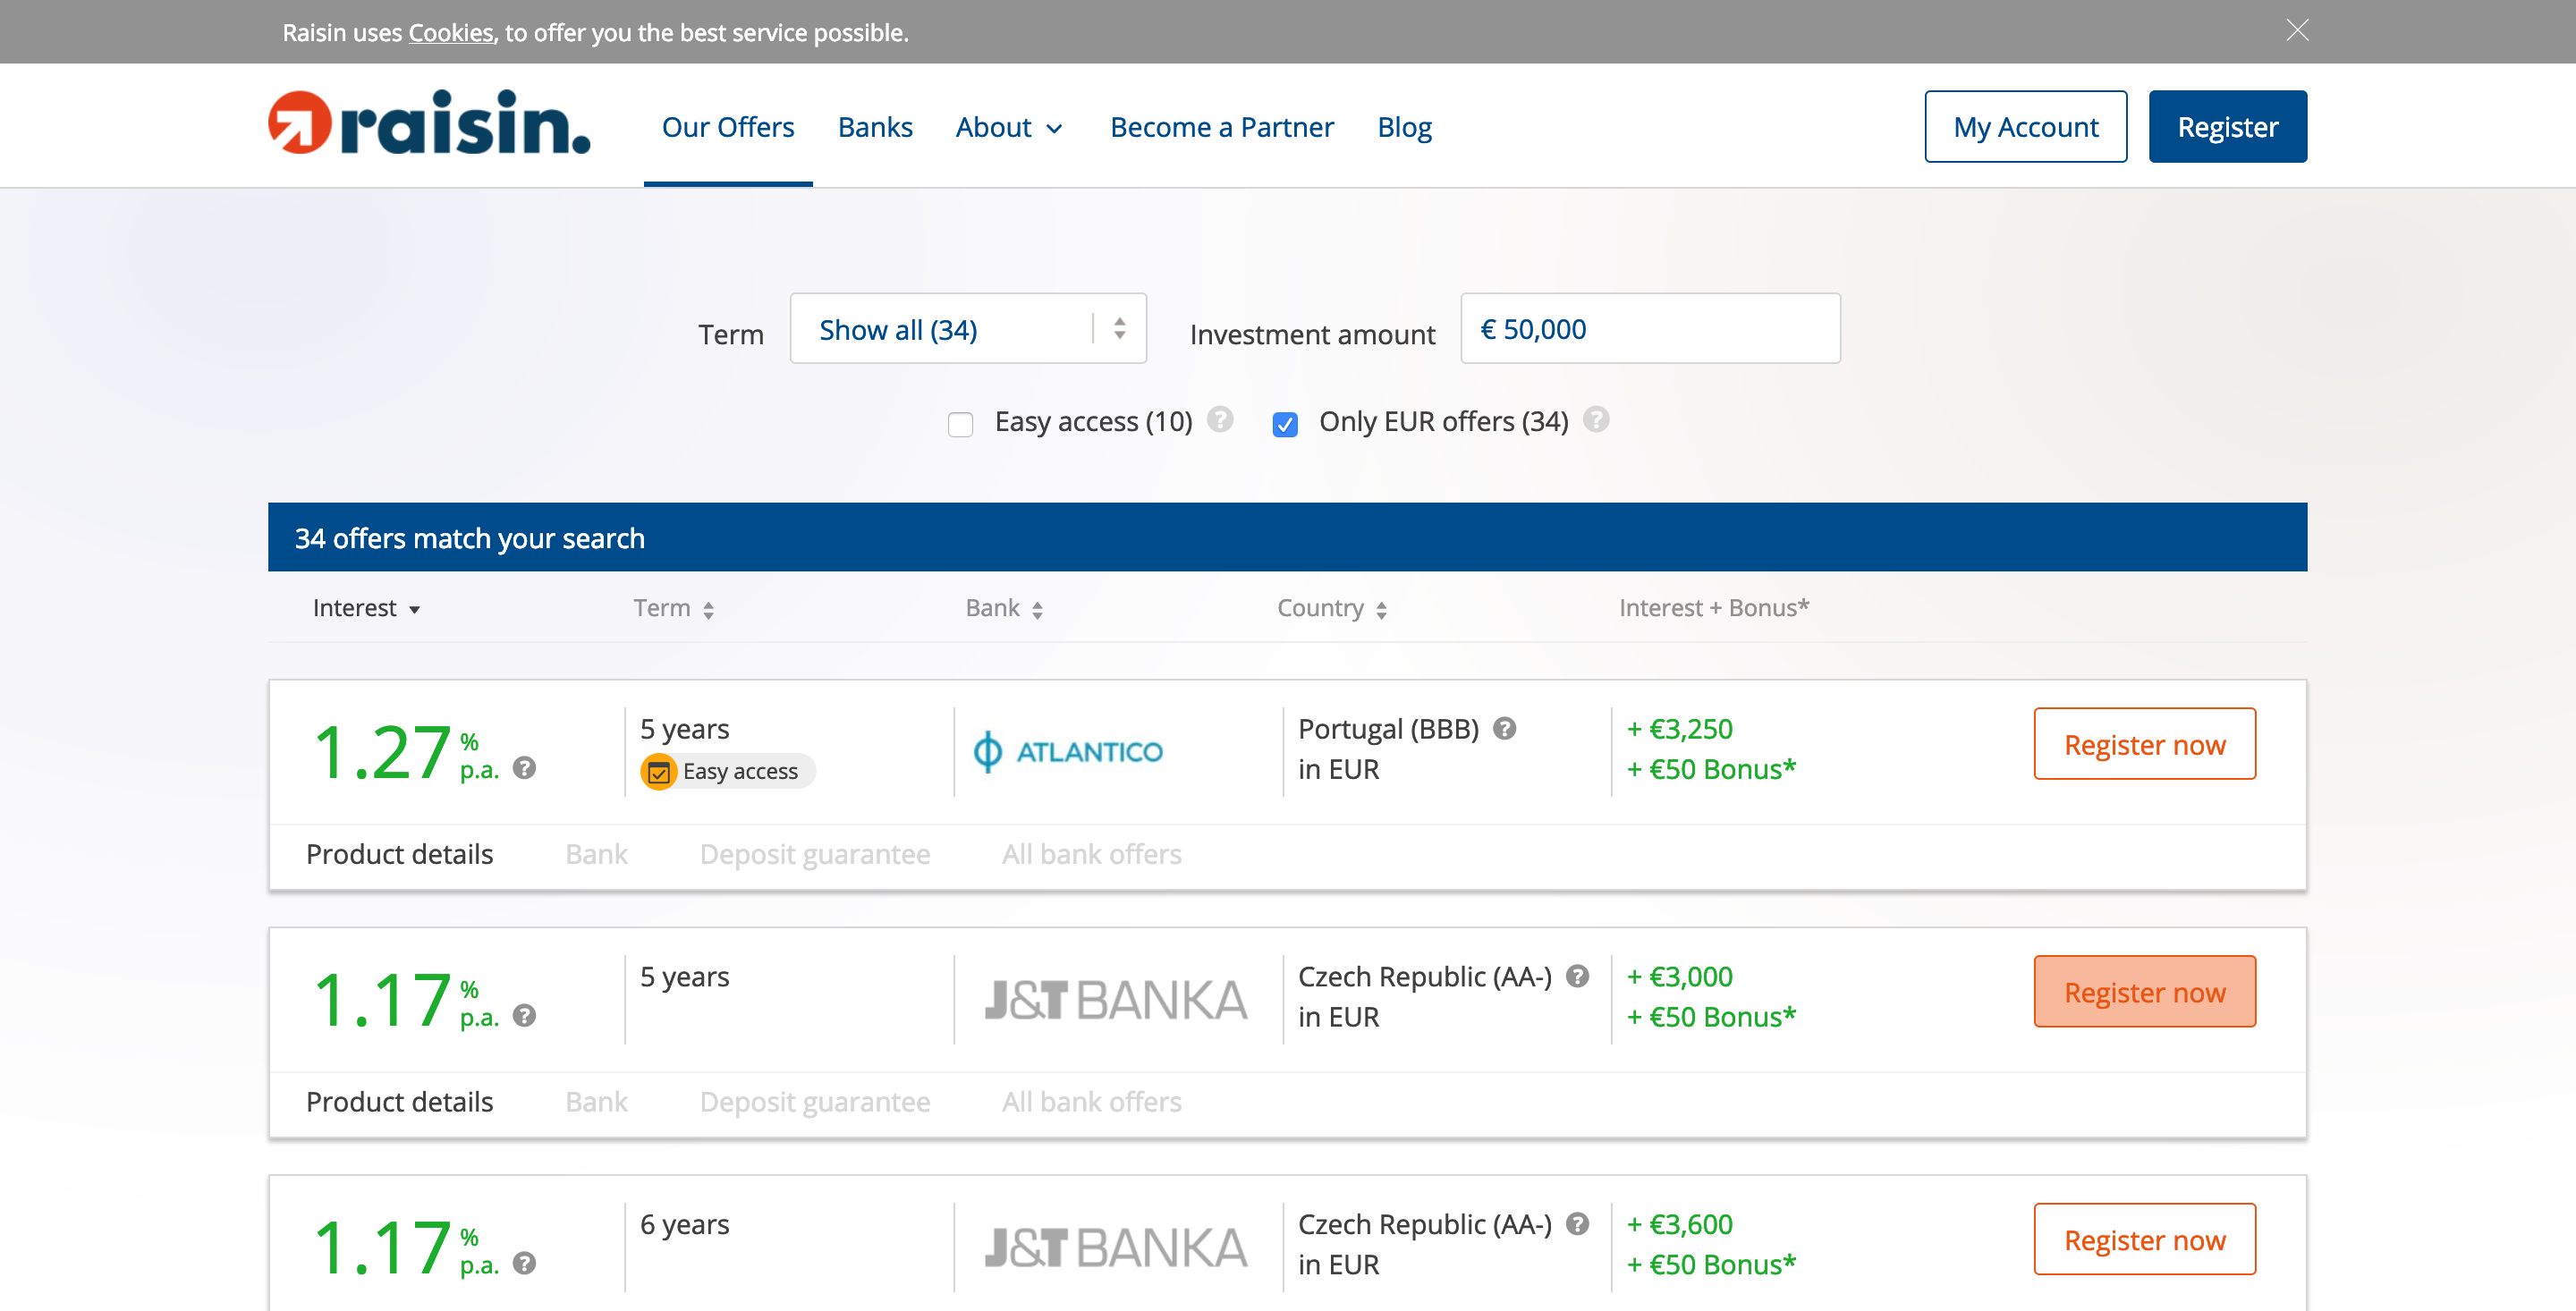 Raisin uses Cookies, to offer you the best service possible.
raisin.
Our Offers Banks About Become a Partner Blog My Account Register
Term Show all (34) Investment amount € 50,000
Easy access (10) ? Only EUR offers (34) ?
34 offers match your search
Interest Term Bank Country Interest + Bonus*
1.27 % p.a. ?
5 years
Easy access
ATLANTICO
Portugal (BBB) ?
in EUR
+ €3,250
+ €50 Bonus*
Register now
Product details Bank Deposit guarantee All bank offers
1.17 % p.a. ?
5 years
J&T BANKA
Czech Republic (AA-) ?
in EUR
+ €3,000
+ €50 Bonus*
Register now
Product details Bank Deposit guarantee All bank offers
1.17 % p.a. ?
6 years
J&T BANKA
Czech Republic (AA-) ?
in EUR
+ €3,600
+ €50 Bonus*
Register now